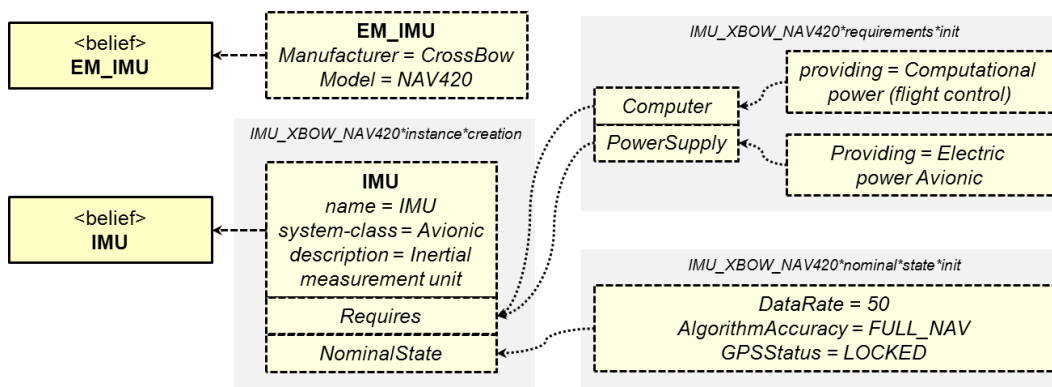 <belief>
EM_IMU
EM_IMU
Manufacturer = CrossBow
Model = NAV420
IMU_XBOW_NAV420*requirements*init
Computer
PowerSupply
providing = Computational
power (flight control)
Providing = Electric
power Avionic
IMU_XBOW_NAV420*instance*creation
<belief>
IMU
IMU
name = IMU
system-class = Avionic
description = Inertial
measurement unit
Requires
NominalState
IMU_XBOW_NAV420*nominal*state*init
DataRate = 50
AlgorithmAccuracy = FULL_NAV
GPSStatus = LOCKED